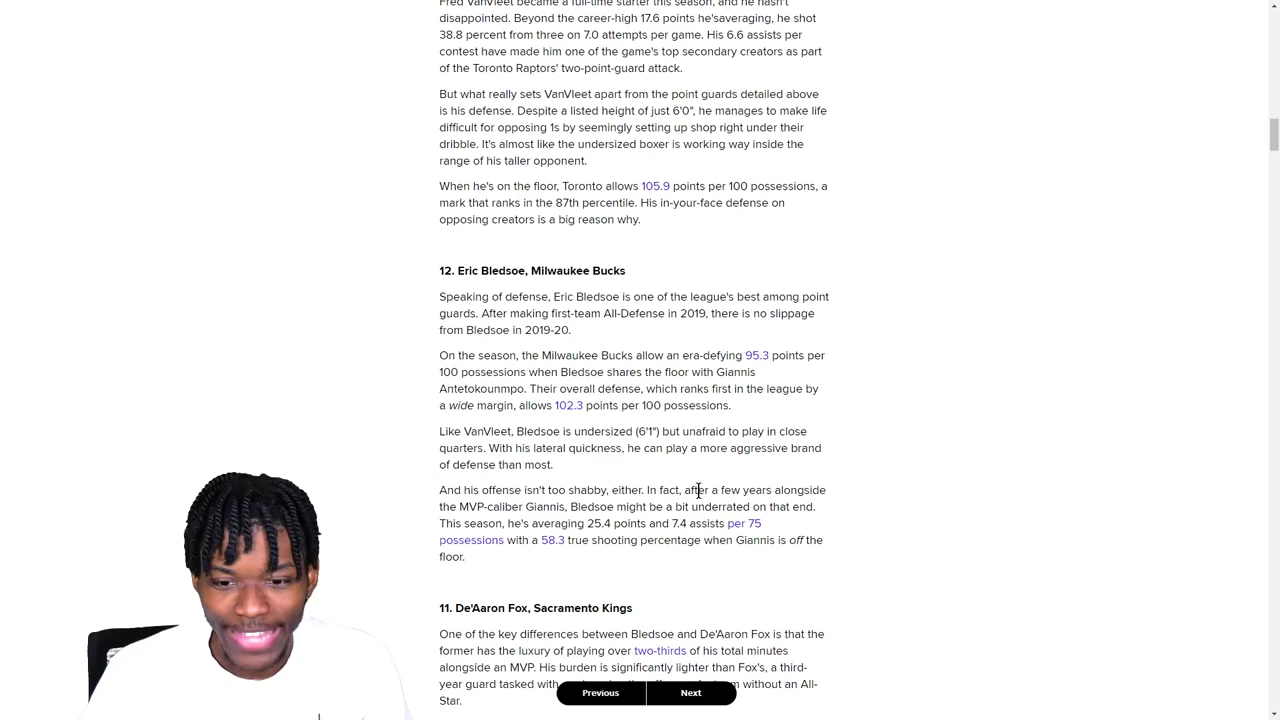 Fred VanVleet became a full-time starter this season, and he hasn't
disappointed. Beyond the career-high 17.6 points he'saveraging, he shot
38.8 percent from three on 7.0 attempts per game. His 6.6 assists per
contest have made him one of the game's top secondary creators as part
of the Toronto Raptors' two-point-guard attack.
But what really sets VanVleet apart from the point guards detailed above
is his defense. Despite a listed height of just 6'0", he manages to make life
difficult for opposing 1s by seemingly setting up shop right under their
dribble. It's almost like the undersized boxer is working way inside the
range of his taller opponent.
When he's on the floor, Toronto allows 105.9 points per 100 possessions, a
mark that ranks in the 87th percentile. His in-your-face defense on
opposing creators is a big reason why.
12. Eric Bledsoe, Milwaukee Bucks
Speaking of defense, Eric Bledsoe is one of the league's best among point
guards. After making first-team All-Defense in 2019, there is no slippage
from Bledsoe in 2019-20.
On the season, the Milwaukee Bucks allow an era-defying 95.3 points per
100 possessions when Bledsoe shares the floor with Giannis
Antetokounmpo. Their overall defense, which ranks first in the league by
a wide margin, allows 102.3 points per 100 possessions.
Like VanVleet, Bledsoe is undersized (6'1") but unafraid to play in close
quarters. With his lateral quickness, he can play a more aggressive brand
of defense than most.
And his offense isn't too shabby, either. In fact, after a few years alongside
the MVP-caliber Giannis, Bledsoe might be a bit underrated on that end.
This season, he's averaging 25.4 points and 7.4 assists per 75
possessions with a 58.3 true shooting percentage when Giannis is off the
floor.
11. De'Aaron Fox, Sacramento Kings
One of the key differences between Bledsoe and De'Aaron Fox is that the
former has the luxury of playing over two-thirds of his total minutes
alongside an MVP. His burden is significantly lighter than Fox's, a third-
year guard tasked with without an All-
Star.
Previous Next